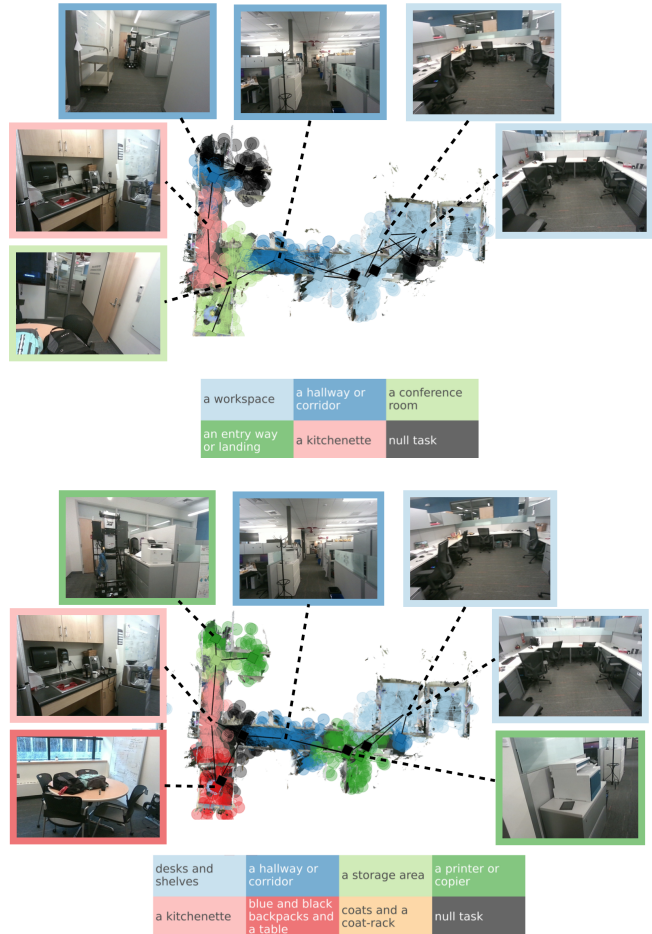 a workspace
a hallway or
corridor
a conference
room
an entry way
or landing
a kitchenette
null task
desks and
shelves
a hallway or
corridor
a storage area
a printer or
copier
a kitchenette
blue and black
backpacks and
a table
coats and a
coat-rack
null task